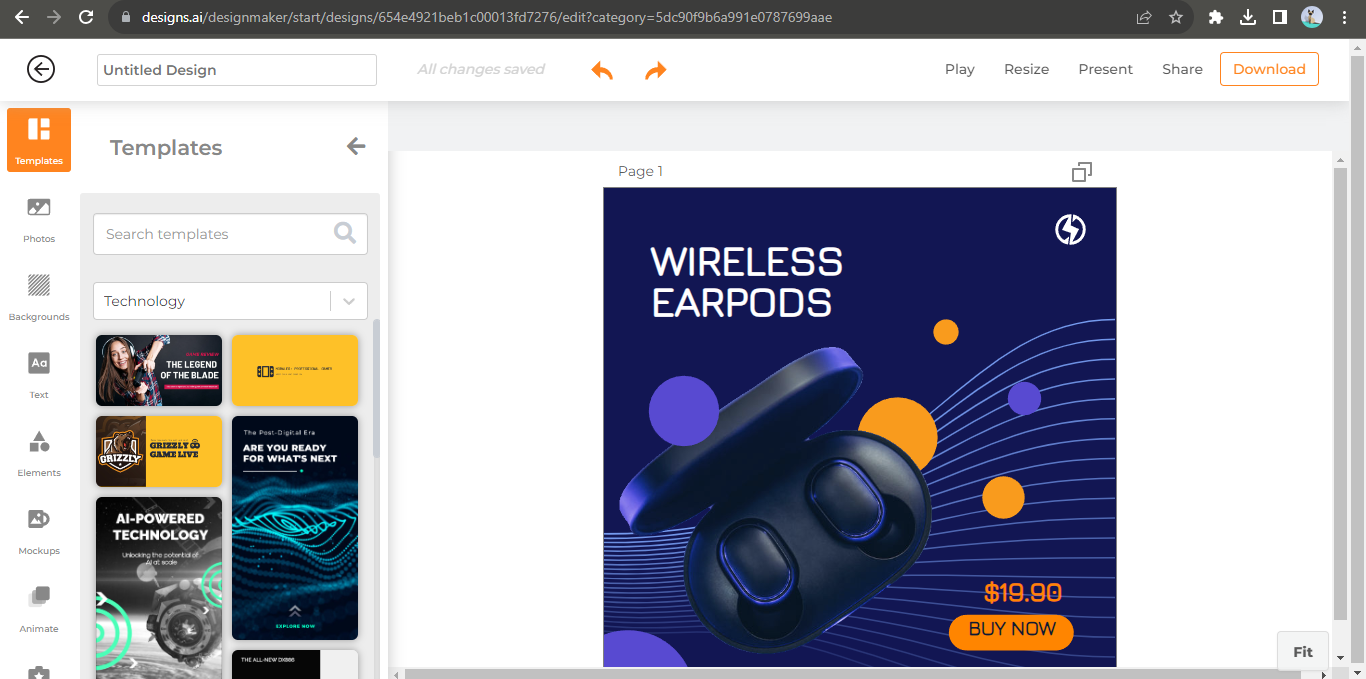 designs.ai/designmaker/start/designs/654e4921beb1c00013fd7276/edit?category=5dc90f9b6a991e0787699aae
Untitled Design
All changes saved
Play
Resize
Present
Share
Download
Templates
Photos
Backgrounds
Aa
Text
Elements
Mockups
Animate
Templates
Search templates
Technology
THE LEGEND
OF THE BLADE
GRIZZLY
GRIZZLY
GAME LIVE
The Post-Digital Era
ARE YOU READY
FOR WHAT'S NEXT
EXPLORE NOW
AI-POWERED
TECHNOLOGY
Unlocking the potential of
AI at scale
THE ALL-NEW DX866
Page 1
WIRELESS
EARPODS
$19.90
BUY NOW
Fit